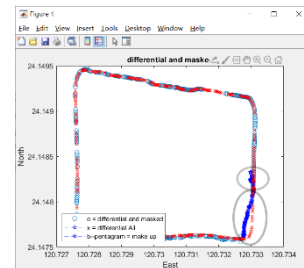 Figure 1
File Edit View Insert Tools Desktop Window Help
differential and maske
24.1495
24.149
24.1485
24.148
24.1475
North
o = differential and masked
x = differential All
b--pentagram = make up
120.727 120.728 120.729 120.73 120.731 120.732 120.733 120.734
East